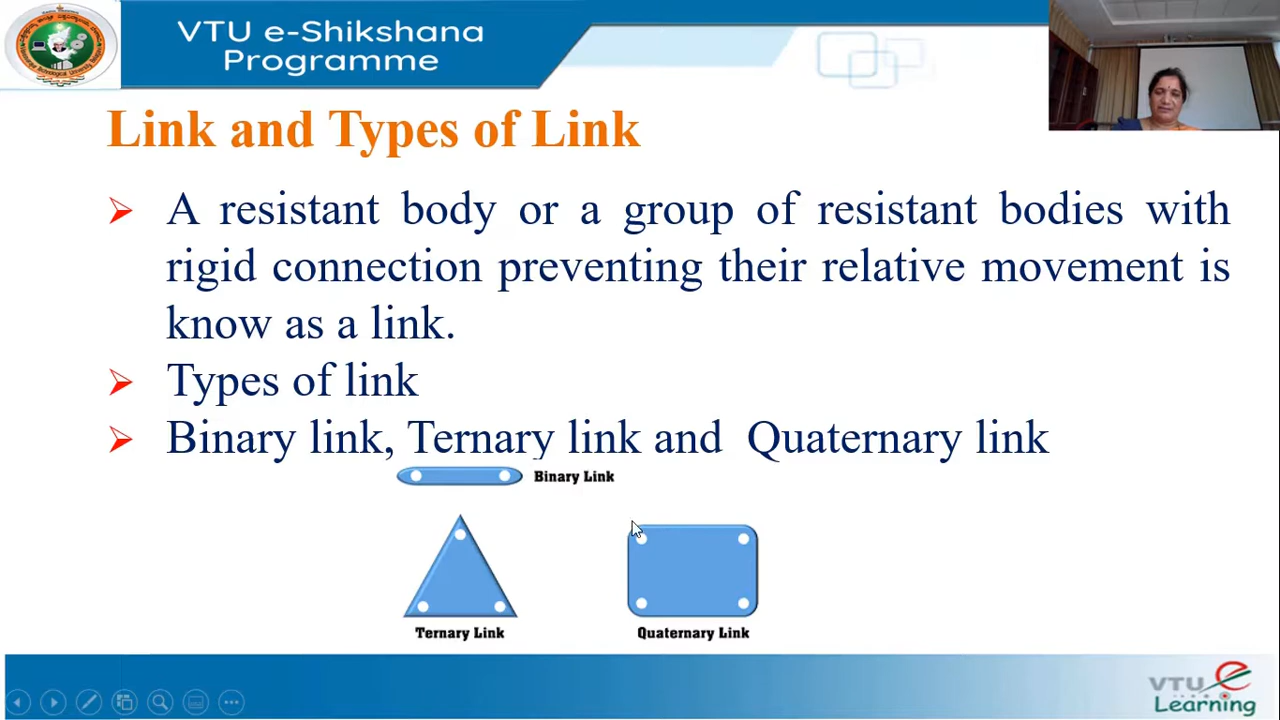 VTU e-Shikshana
Programme
Link and Types of Link
➢ A resistant body or a group of resistant bodies with
rigid connection preventing their relative movement is
know as a link.
➢ Types of link
➢ Binary link, Ternary link and Quaternary link
Binary Link
Ternary Link
Quaternary Link
VTU e
Learning